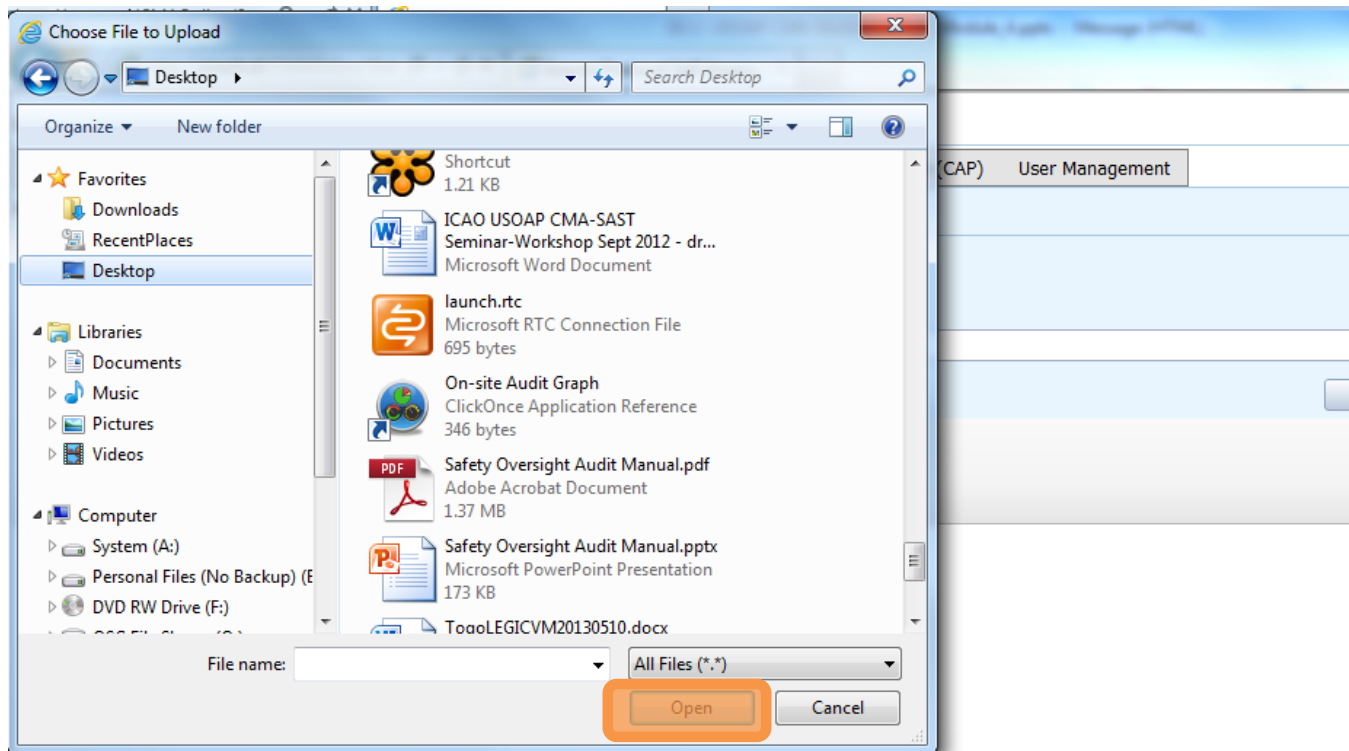 Choose File to Upload
Desktop
Search Desktop
Organize
New folder
(CAP)
User Management
Favorites
Downloads
RecentPlaces
Desktop
Libraries
Documents
Music
Pictures
Videos
Computer
System (A:)
Personal Files (No Backup) (E
DVD RW Drive (F:)
Shortcut
1.21 KB
ICAO USOAP CMA-SAST
Seminar-Workshop Sept 2012 - dr...
Microsoft Word Document
launch.rtc
Microsoft RTC Connection File
695 bytes
On-site Audit Graph
ClickOnce Application Reference
346 bytes
PDF
Safety Oversight Audit Manual.pdf
Adobe Acrobat Document
1.37 MB
Safety Oversight Audit Manual.pptx
Microsoft PowerPoint Presentation
173 KB
TogoLEGICVM20130510.docx
File name:
All Files (*.*)
Open
Cancel